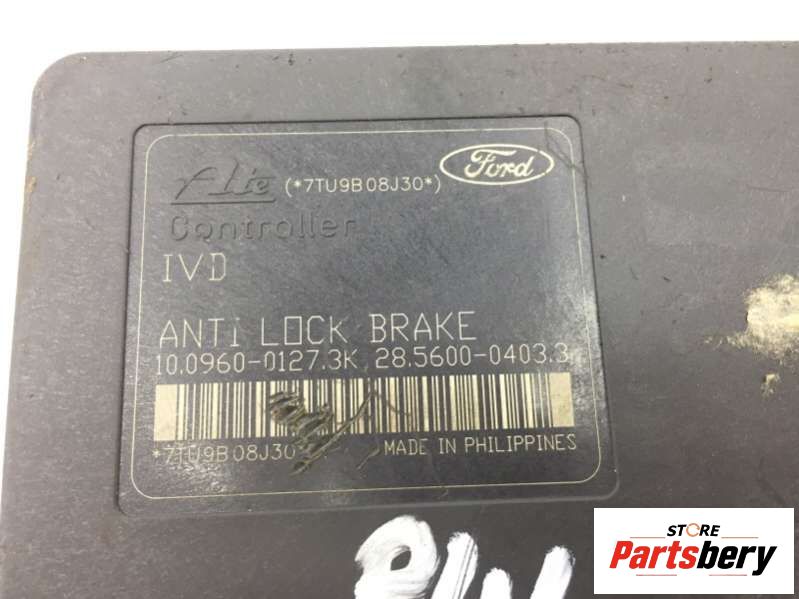 Ate (*7TU9B08J30*) Ford
Controller
IVD
ANTI LOCK BRAKE
10.0960-0127.3K 28.5600-0403.3
*7TU9B08J30* MADE IN PHILIPPINES
STORE
Partsbery